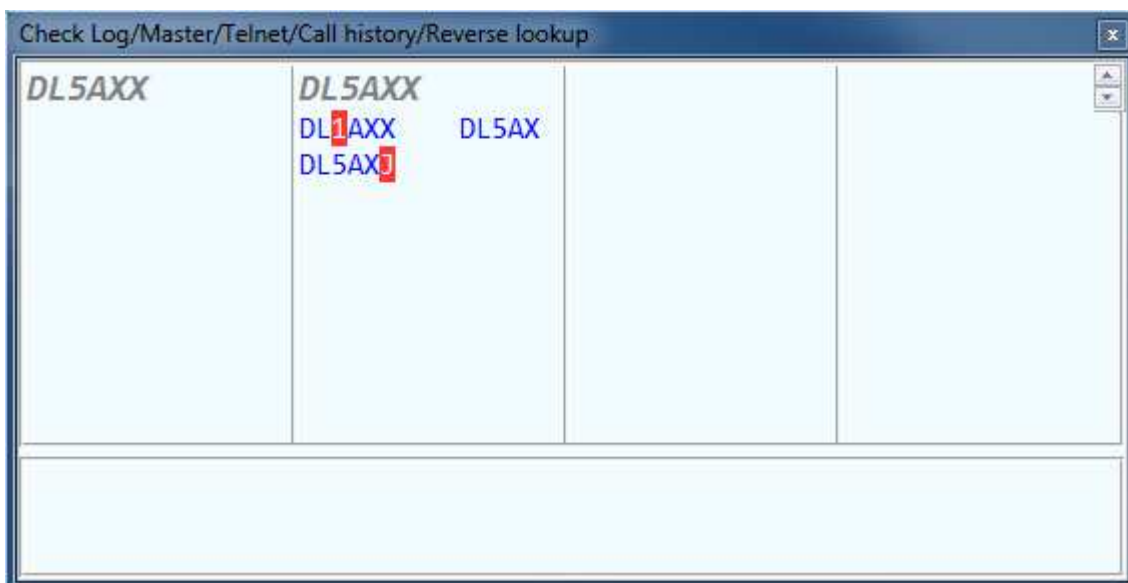 Check Log/Master/Telnet/Call history/Reverse lookup
DL5AXX DL5AXX
DL1AXX DL5AX
DL5AXJ